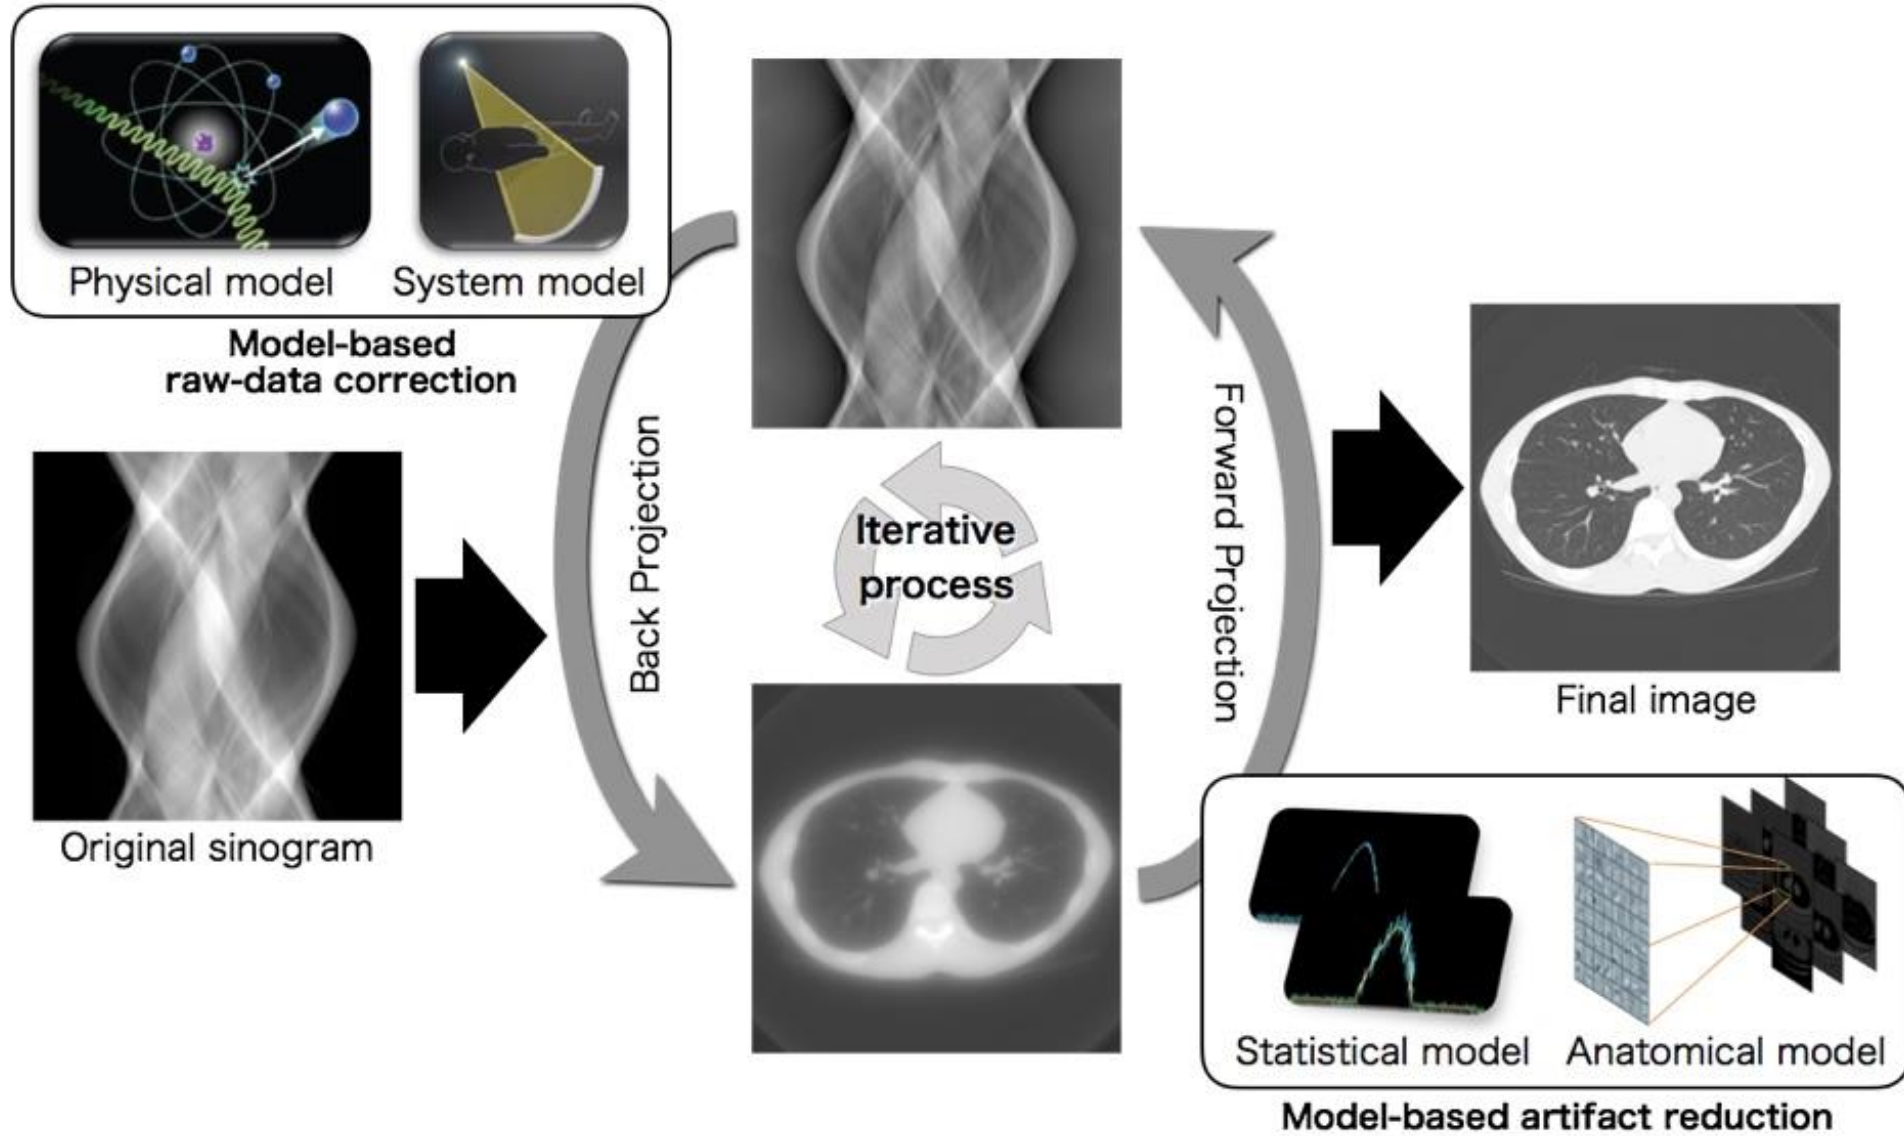 Physical model
System model
Model-based
raw-data correction
Original sinogram
Back Projection
Iterative
process
Forward Projection
Final image
Statistical model
Anatomical model
Model-based artifact reduction